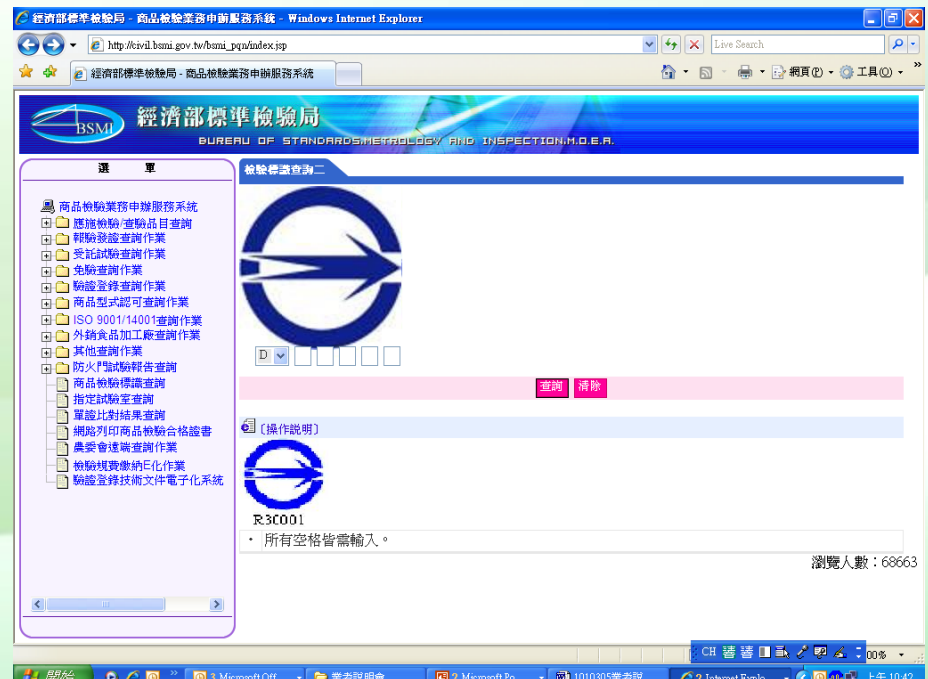 經濟部標準檢驗局 - 商品檢驗業務申辦服務系統 - Windows Internet Explorer
http://civil.bsmi.gov.tw/bsmi_pqn/index.jsp
Live Search
經濟部標準檢驗局 - 商品檢驗業務申辦服務系統
網頁(P)
工具(O)
BSMI
經濟部標準檢驗局
BUREAU OF STANDARDS,METROLOGY AND INSPECTION,M.O.E.A.
選 單
商品檢驗業務申辦服務系統
應施檢驗/查驗品目查詢
報驗發證查詢作業
受託試驗查詢作業
免驗查詢作業
驗證登錄查詢作業
商品型式認可查詢作業
ISO 9001/14001查詢作業
外銷食品加工廠查詢作業
其他查詢作業
防火門試驗報告查詢
商品檢驗標識查詢
指定試驗室查詢
單證比對結果查詢
網路列印商品檢驗合格證書
農委會遠端查詢作業
檢驗規費繳納E化作業
驗證登錄技術文件電子化系統
檢驗標識查詢二
D
查詢 清除
〔操作説明〕
R3C001
・ 所有空格皆需輸入。
瀏覽人數：68663
CH
00%
開始
3 Microsoft Off...
業者說明會
2 Microsoft Po...
1010305業者說...
2 Internet Explo...
上午 10:42